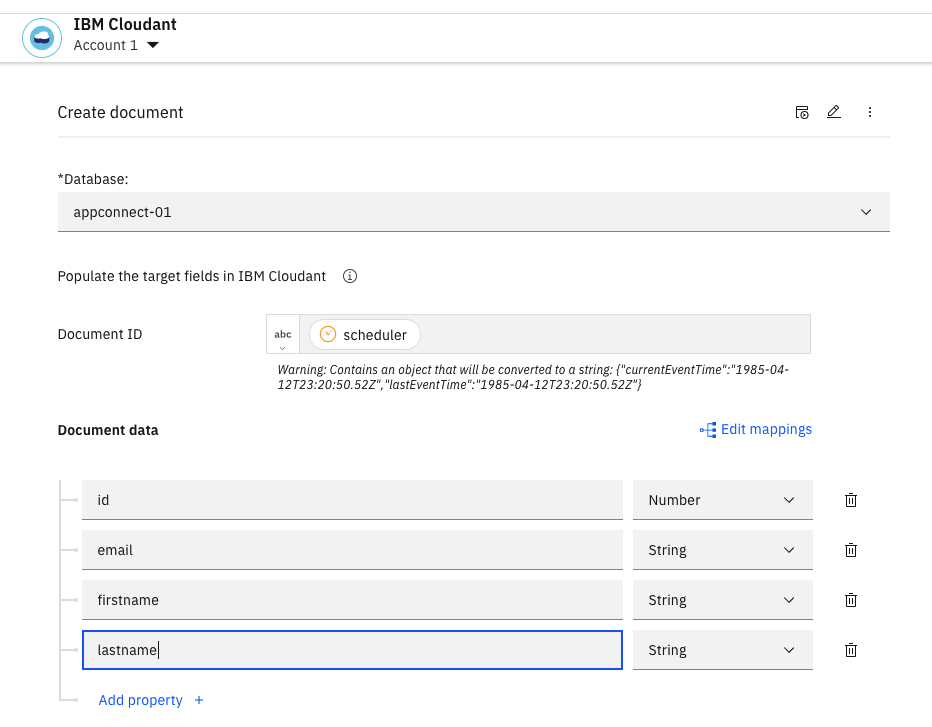 IBM Cloudant
Account 1
Create document
*Database:
appconnect-01
Populate the target fields in IBM Cloudant
Document ID
abc
scheduler
Warning: Contains an object that will be converted to a string: {"currentEventTime":"1985-04-
12T23:20:50.52Z","lastEventTime":"1985-04-12T23:20:50.52Z"}
Document data
Edit mappings
id
Number
email
String
firstname
String
lastname
String
Add property +